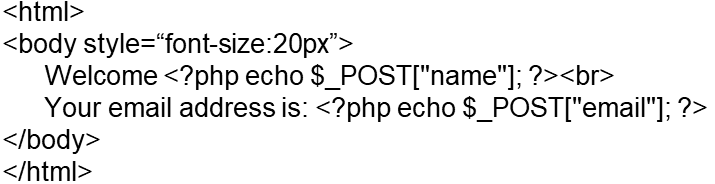 <html>
<body style=“font-size:20px”>
Welcome <?php echo $_POST["name"]; ?><br>
Your email address is: <?php echo $_POST["email"]; ?>
</body>
</html>